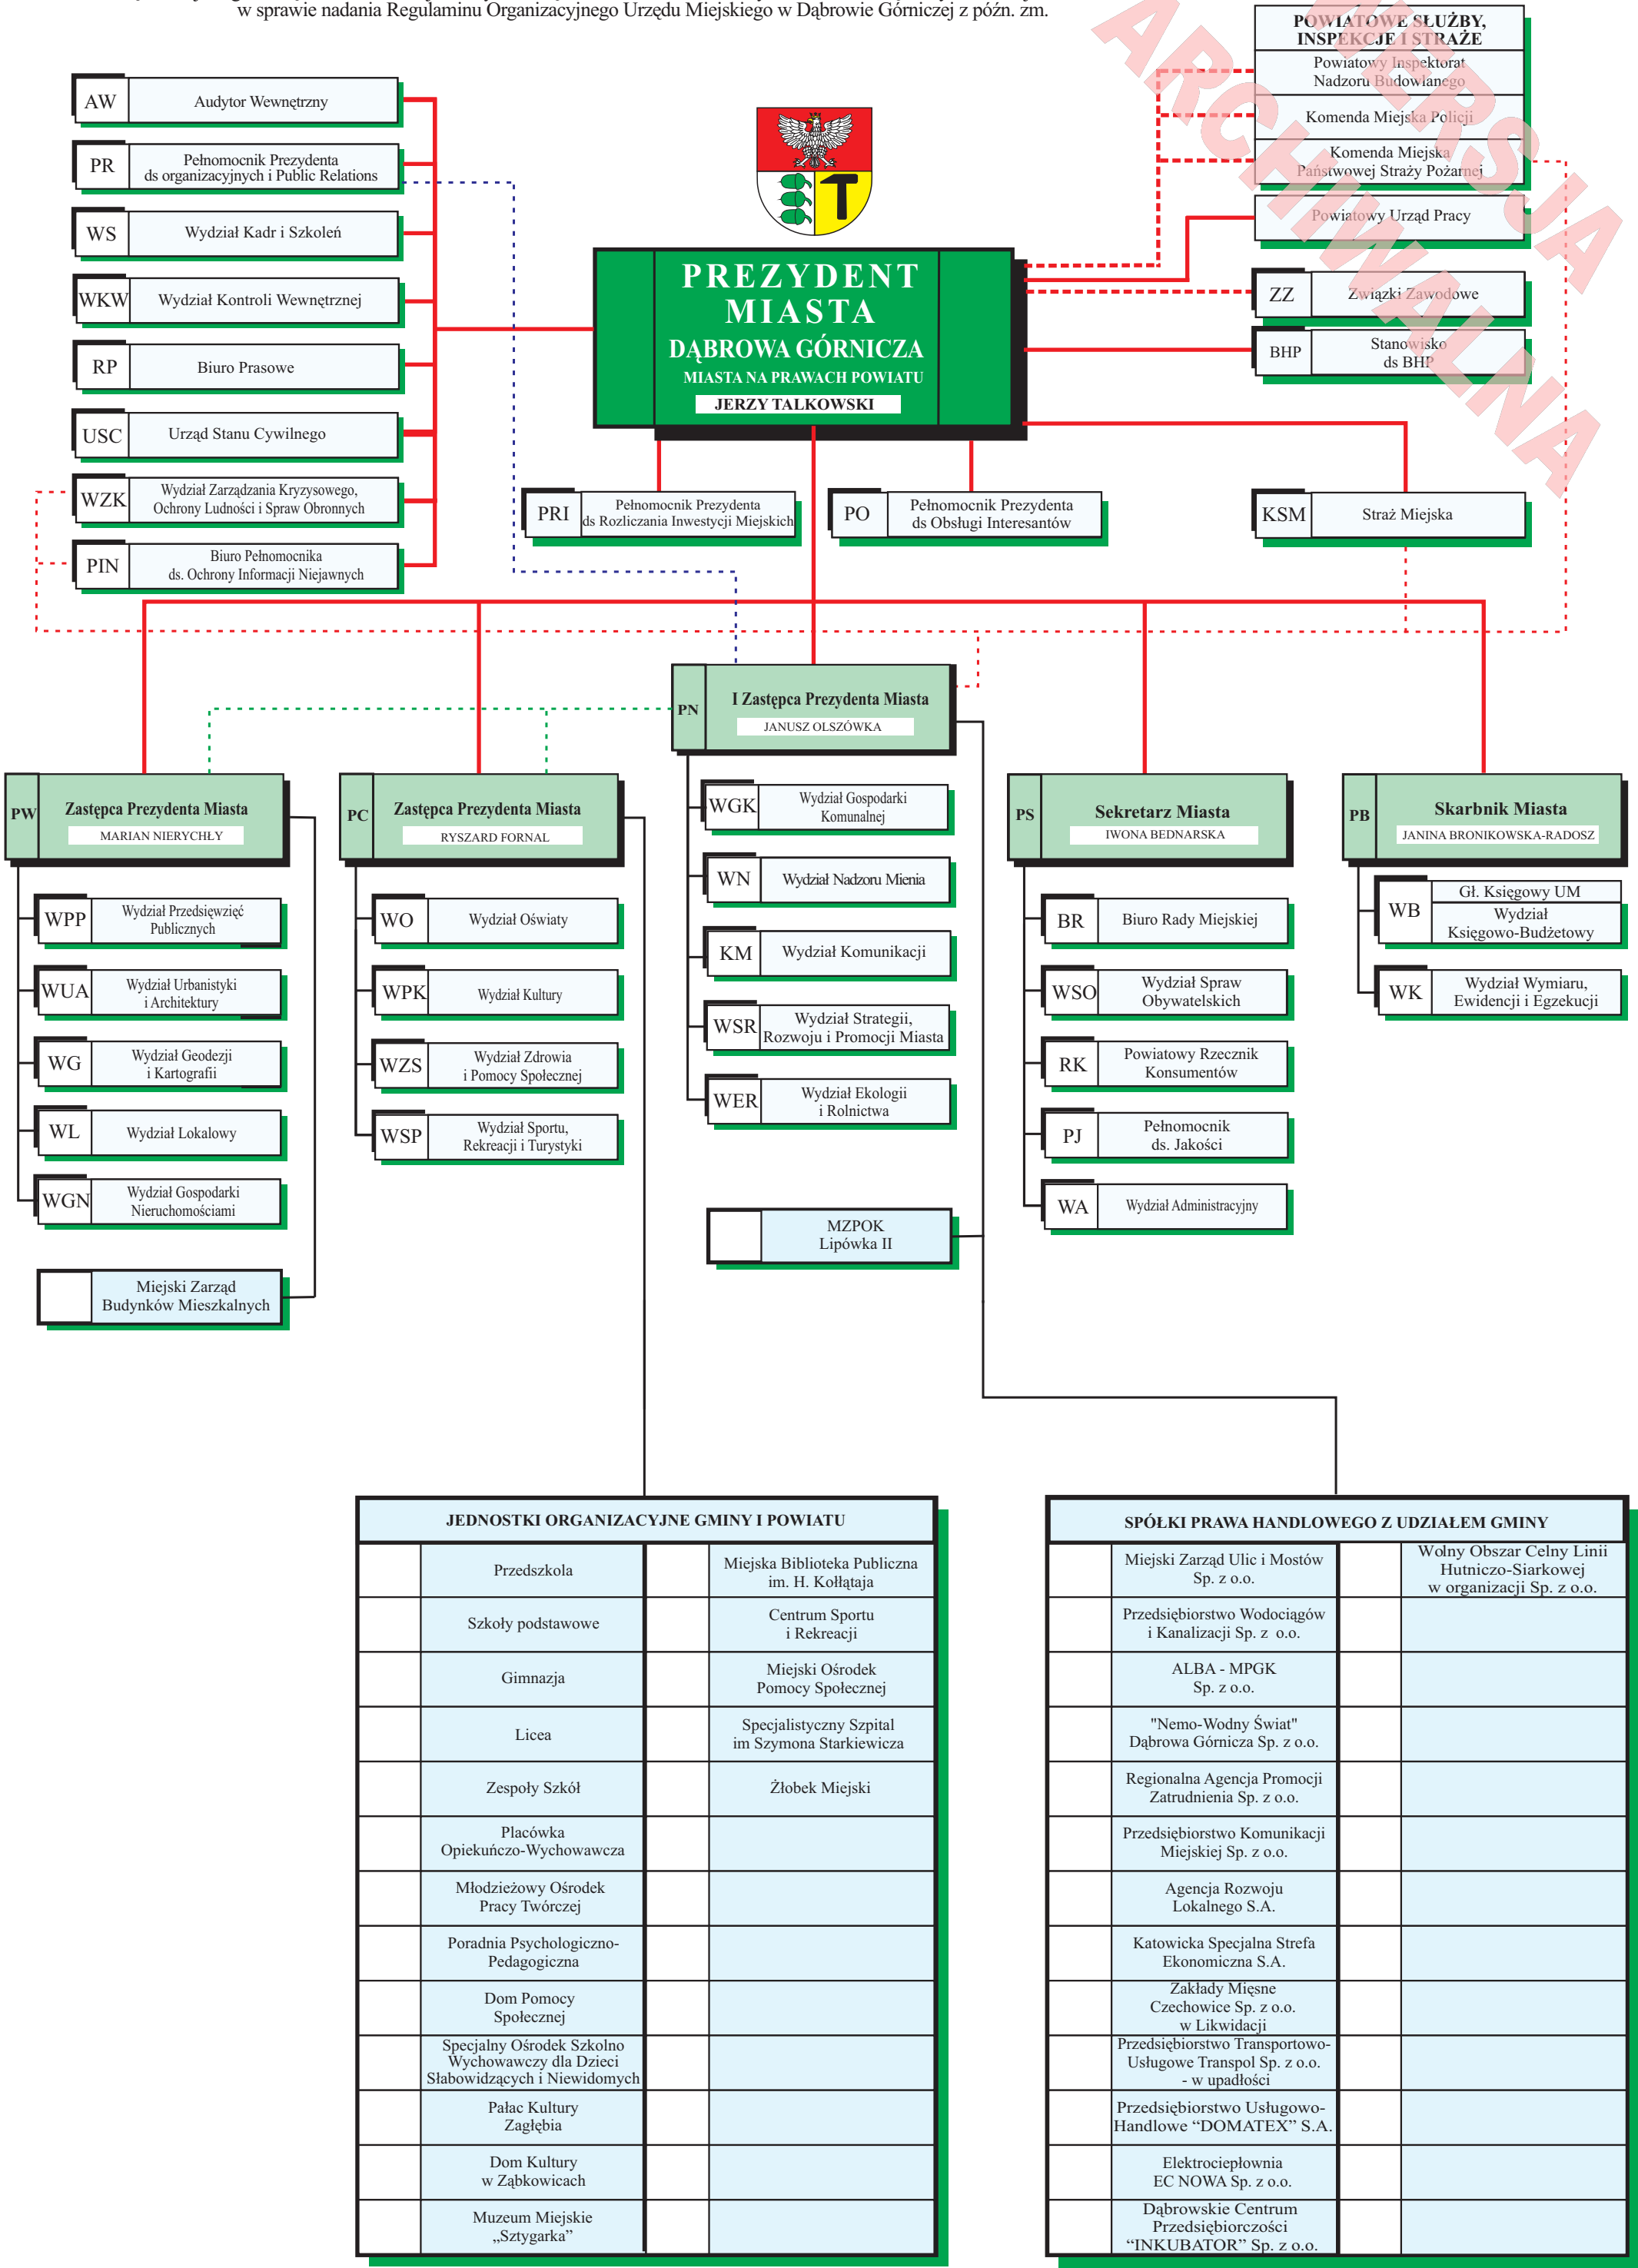 w sprawie nadania Regulaminu Organizacyjnego Urzędu Miejskiego w Dąbrowie Górniczej z późn. zm.
WERSJA
ARCHIWALNA
POWIATOWE SŁUŻBY,
INSPEKCJE I STRAŻE
Powiatowy Inspektorat
Nadzoru Budowlanego
Komenda Miejska Policji
Komenda Miejska
Państwowej Straży Pożarnej
Powiatowy Urząd Pracy
ZZ
Związki Zawodowe
BHP
Stanowisko
ds BHP
KSM
Straż Miejska
AW
Audytor Wewnętrzny
PR
Pełnomocnik Prezydenta
ds organizacyjnych i Public Relations
WS
Wydział Kadr i Szkoleń
WKW
Wydział Kontroli Wewnętrznej
RP
Biuro Prasowe
USC
Urząd Stanu Cywilnego
WZK
Wydział Zarządzania Kryzysowego,
Ochrony Ludności i Spraw Obronnych
PIN
Biuro Pełnomocnika
ds. Ochrony Informacji Niejawnych
PREZYDENT
MIASTA
DĄBROWA GÓRNICZA
MIASTA NA PRAWACH POWIATU
JERZY TALKOWSKI
PRI
Pełnomocnik Prezydenta
ds Rozliczania Inwestycji Miejskich
PO
Pełnomocnik Prezydenta
ds Obsługi Interesantów
PN
I Zastępca Prezydenta Miasta
JANUSZ OLSZÓWKA
PW
Zastępca Prezydenta Miasta
MARIAN NIERYCHŁY
WPP
Wydział Przedsięwzięć
Publicznych
WUA
Wydział Urbanistyki
i Architektury
WG
Wydział Geodezji
i Kartografii
WL
Wydział Lokalowy
WGN
Wydział Gospodarki
Nieruchomościami
Miejski Zarząd
Budynków Mieszkalnych
PC
Zastępca Prezydenta Miasta
RYSZARD FORNAL
WO
Wydział Oświaty
WPK
Wydział Kultury
WZS
Wydział Zdrowia
i Pomocy Społecznej
WSP
Wydział Sportu,
Rekreacji i Turystyki
WGK
Wydział Gospodarki
Komunalnej
WN
Wydział Nadzoru Mienia
KM
Wydział Komunikacji
WSR
Wydział Strategii,
Rozwoju i Promocji Miasta
WER
Wydział Ekologii
i Rolnictwa
MZPOK
Lipówka II
PS
Sekretarz Miasta
IWONA BEDNARSKA
BR
Biuro Rady Miejskiej
WSO
Wydział Spraw
Obywatelskich
RK
Powiatowy Rzecznik
Konsumentów
PJ
Pełnomocnik
ds. Jakości
WA
Wydział Administracyjny
PB
Skarbnik Miasta
JANINA BRONIKOWSKA-RADOSZ
WB
Gł. Księgowy UM
Wydział
Księgowo-Budżetowy
WK
Wydział Wymiaru,
Ewidencji i Egzekucji
JEDNOSTKI ORGANIZACYJNE GMINY I POWIATU
Przedszkola
Szkoły podstawowe
Gimnazja
Licea
Zespoły Szkół
Placówka
Opiekuńczo-Wychowawcza
Młodzieżowy Ośrodek
Pracy Twórczej
Poradnia Psychologiczno-
Pedagogiczna
Dom Pomocy
Społecznej
Specjalny Ośrodek Szkolno
Wychowawczy dla Dzieci
Słabowidzących i Niewidomych
Pałac Kultury
Zagłębia
Dom Kultury
w Ząbkowicach
Muzeum Miejskie
„Sztygarka”
Miejska Biblioteka Publiczna
im. H. Kołłątaja
Centrum Sportu
i Rekreacji
Miejski Ośrodek
Pomocy Społecznej
Specjalistyczny Szpital
im Szymona Starkiewicza
Żłobek Miejski
SPÓŁKI PRAWA HANDLOWEGO Z UDZIAŁEM GMINY
Miejski Zarząd Ulic i Mostów
Sp. z o.o.
Przedsiębiorstwo Wodociągów
i Kanalizacji Sp. z o.o.
ALBA - MPGK
Sp. z o.o.
"Nemo-Wodny Świat"
Dąbrowa Górnicza Sp. z o.o.
Regionalna Agencja Promocji
Zatrudnienia Sp. z o.o.
Przedsiębiorstwo Komunikacji
Miejskiej Sp. z o.o.
Agencja Rozwoju
Lokalnego S.A.
Katowicka Specjalna Strefa
Ekonomiczna S.A.
Zakłady Mięsne
Czechowice Sp. z o.o.
w Likwidacji
Przedsiębiorstwo Transportowo-
Usługowe Transpol Sp. z o.o.
- w upadłości
Przedsiębiorstwo Usługowo-
Handlowe “DOMATEX” S.A.
Elektrociepłownia
EC NOWA Sp. z o.o.
Dąbrowskie Centrum
Przedsiębiorczości
“INKUBATOR” Sp. z o.o.
Wolny Obszar Celny Linii
Hutniczo-Siarkowej
w organizacji Sp. z o.o.